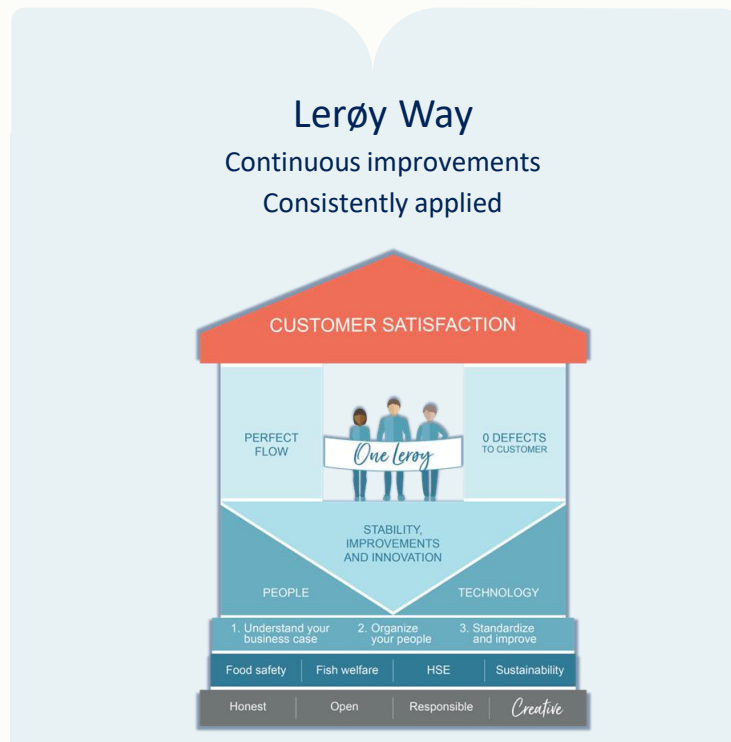 Lerøy Way
Continuous improvements
Consistently applied
CUSTOMER SATISFACTION
PERFECT
FLOW
One Lerøy
0 DEFECTS
TO CUSTOMER
STABILITY,
IMPROVEMENTS
AND INNOVATION
PEOPLE
TECHNOLOGY
1. Understand your
business case
2. Organize
your people
3. Standardize
and improve
Food safety
Fish welfare
HSE
Sustainability
Honest
Open
Responsible
Creative